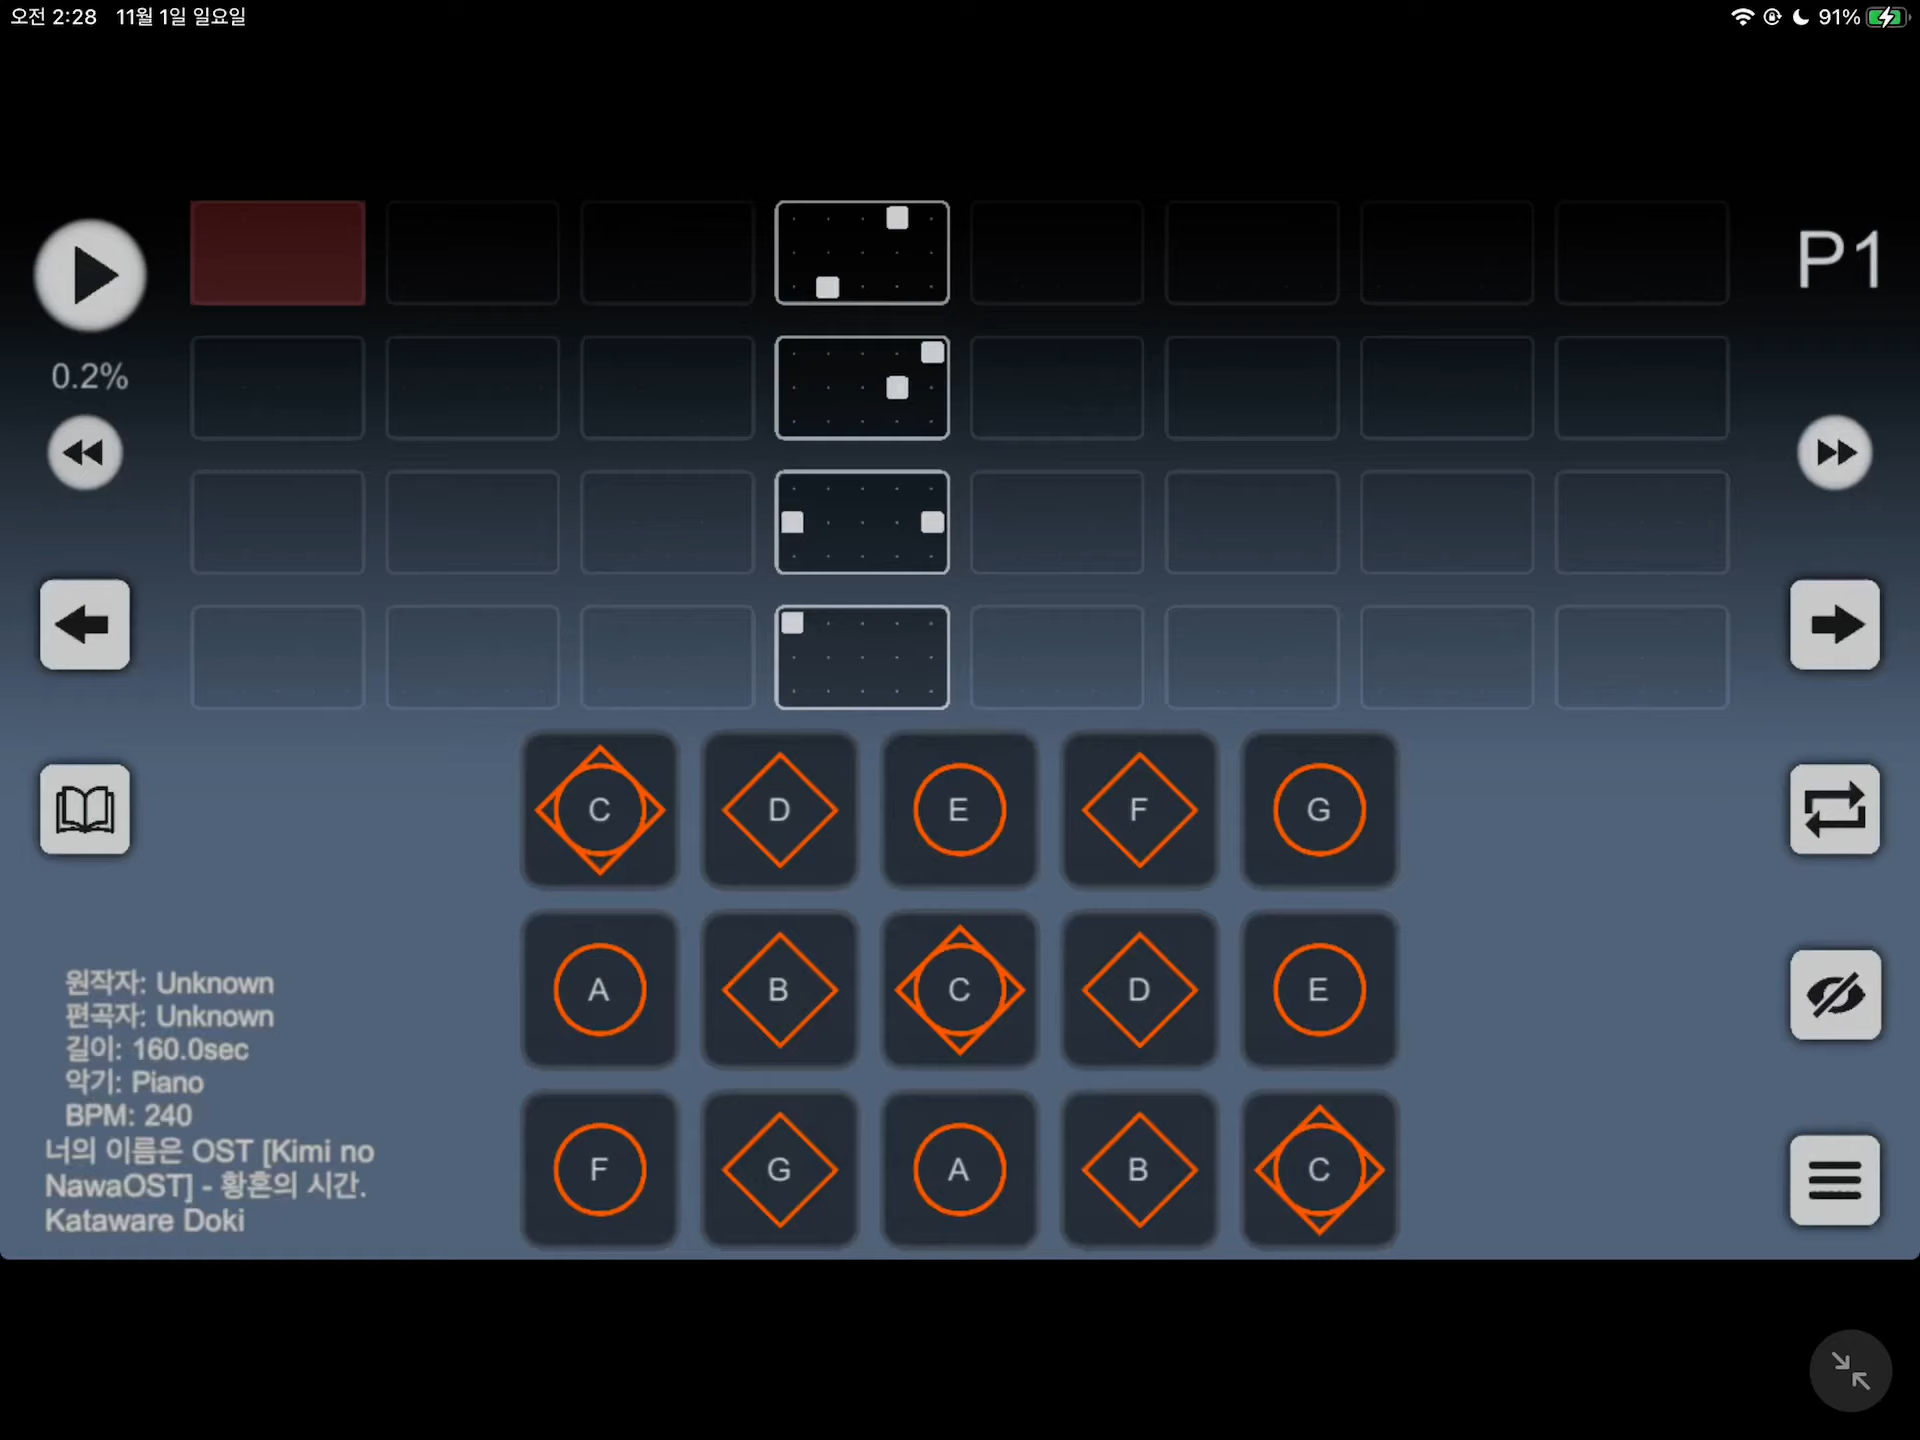 오전 2:28 11월 1일 일요일
91%
P1
0.2%
C D E F G
A B C D E
F G A B C
원작자: Unknown
편곡자: Unknown
길이: 160.0sec
악기: Piano
BPM: 240
너의 이름은 OST [Kimi no
NawaOST] - 황혼의 시간.
Kataware Doki